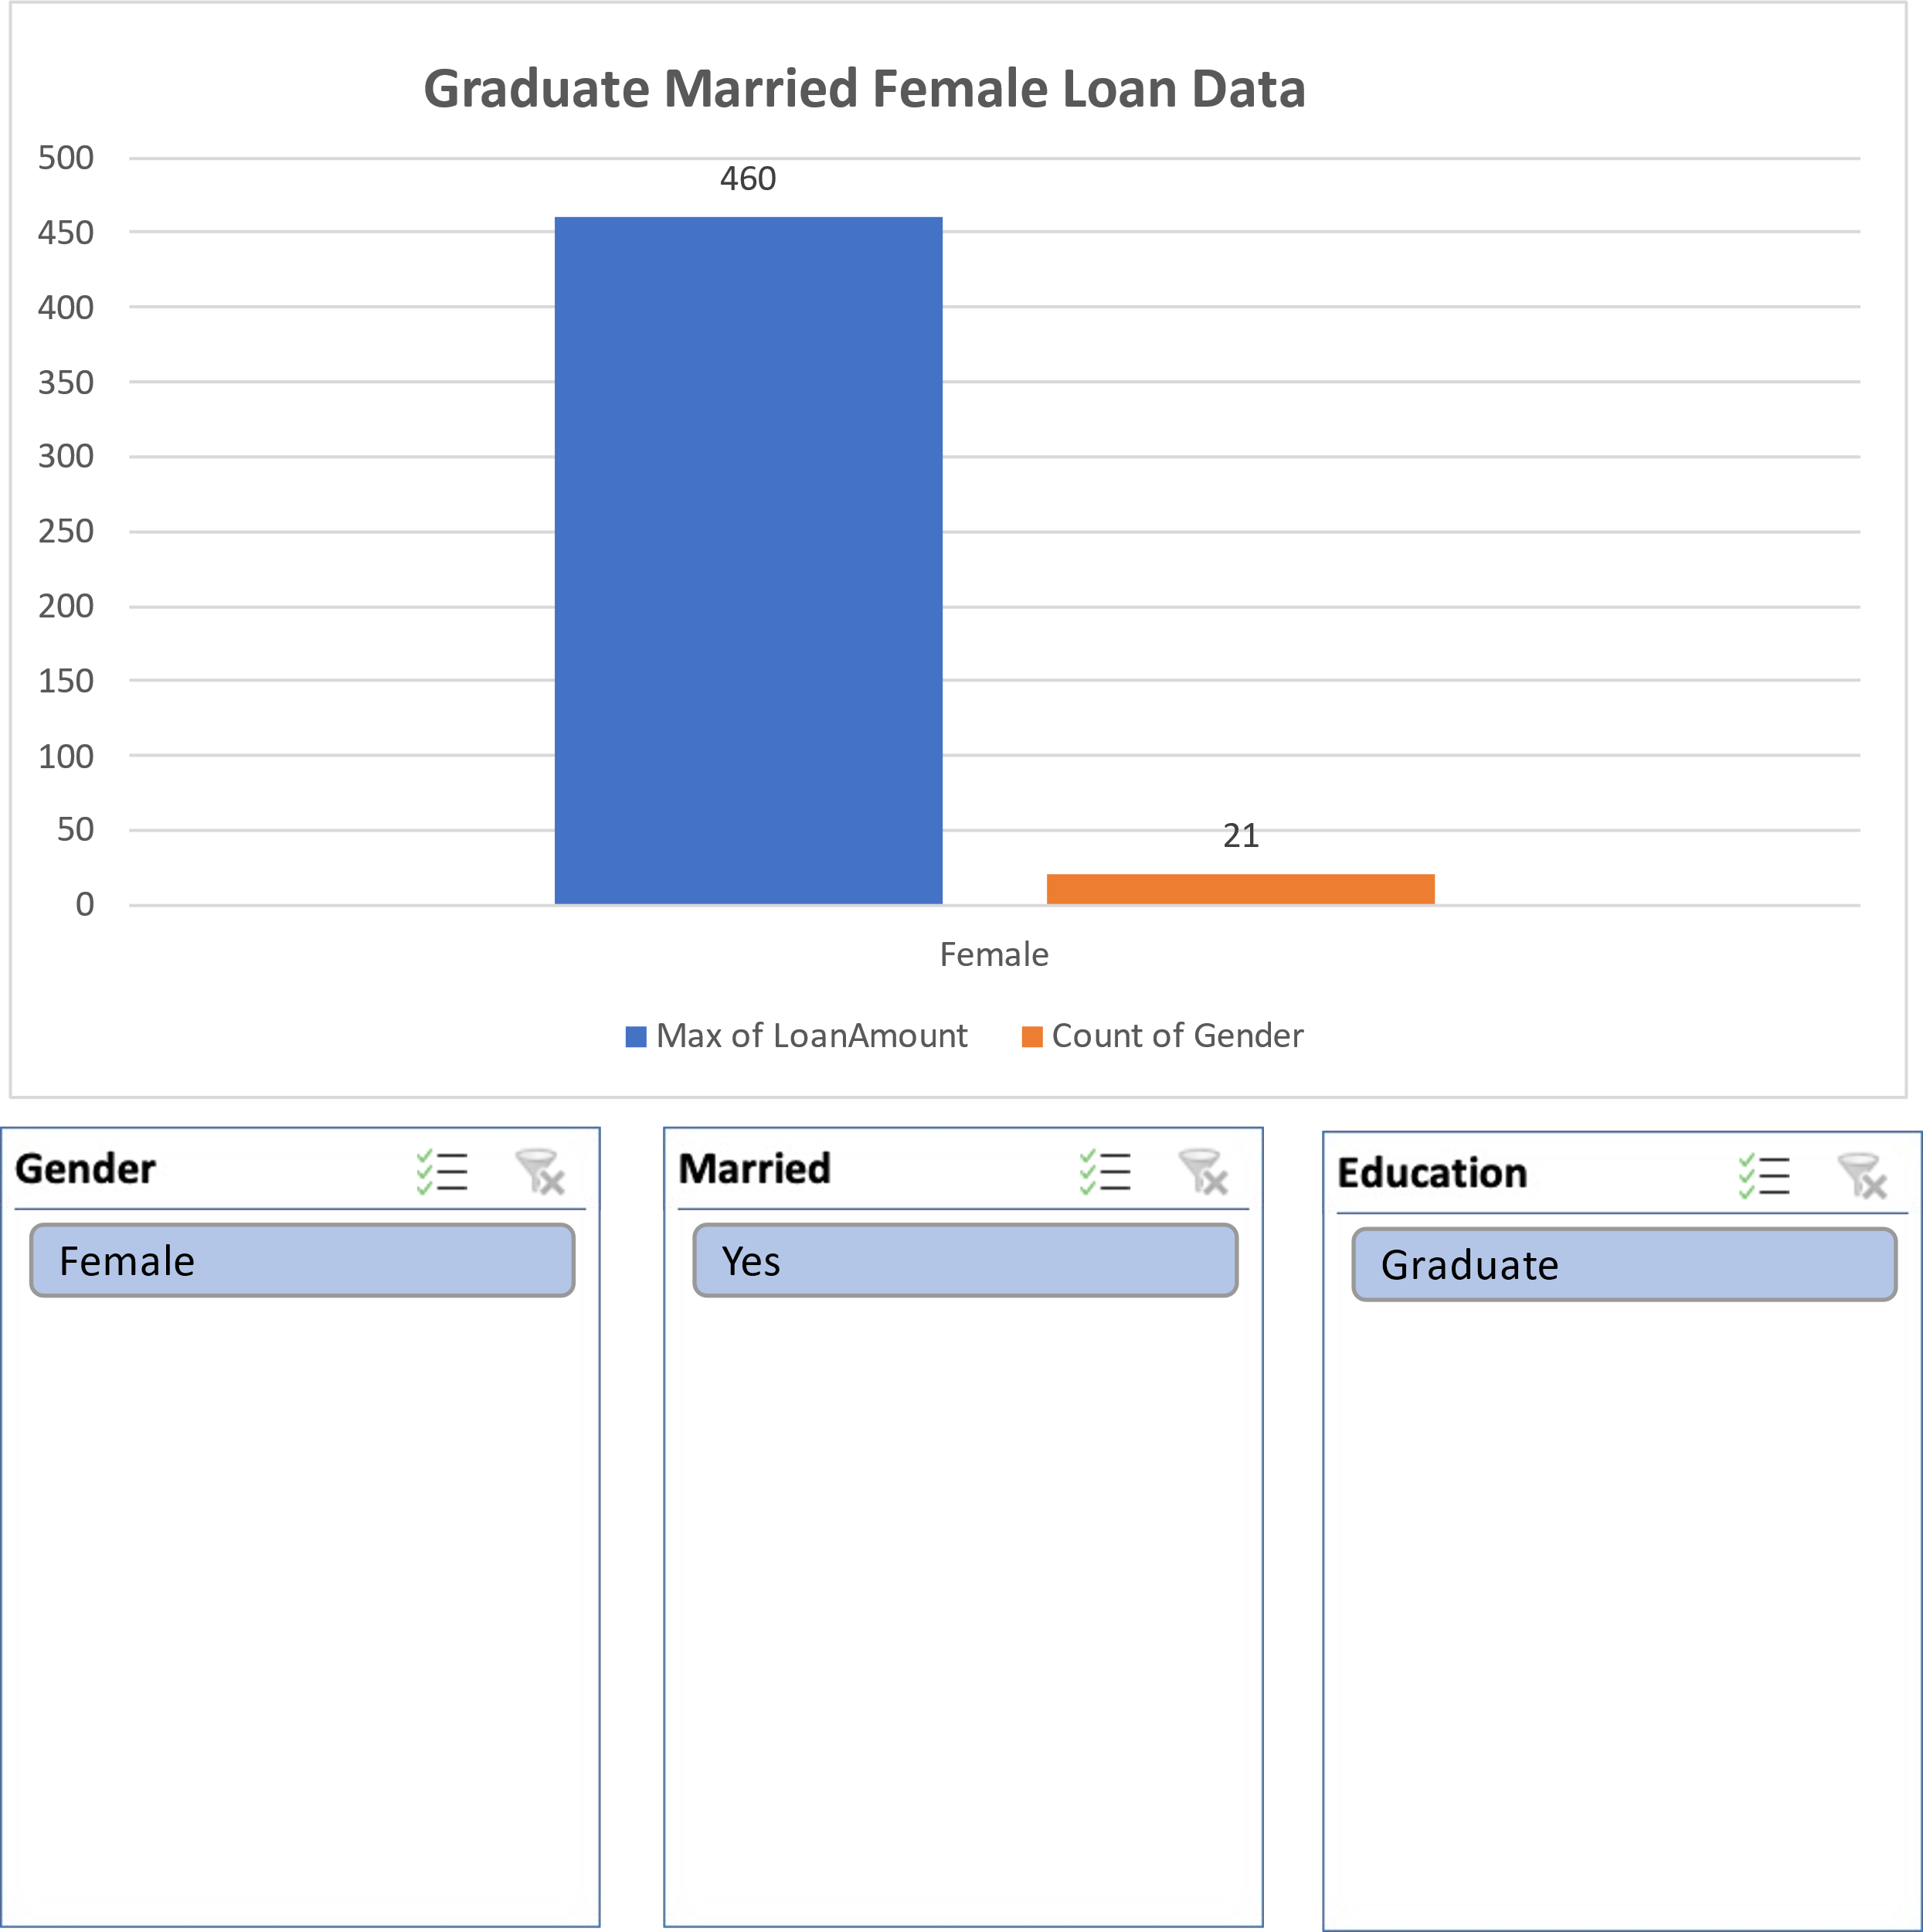 Graduate Married Female Loan Data
500
460
450
400
350
300
250
200
150
100
50
21
0
Female
Max of LoanAmount Count of Gender
Gender
Female
Married
Yes
Education
Graduate